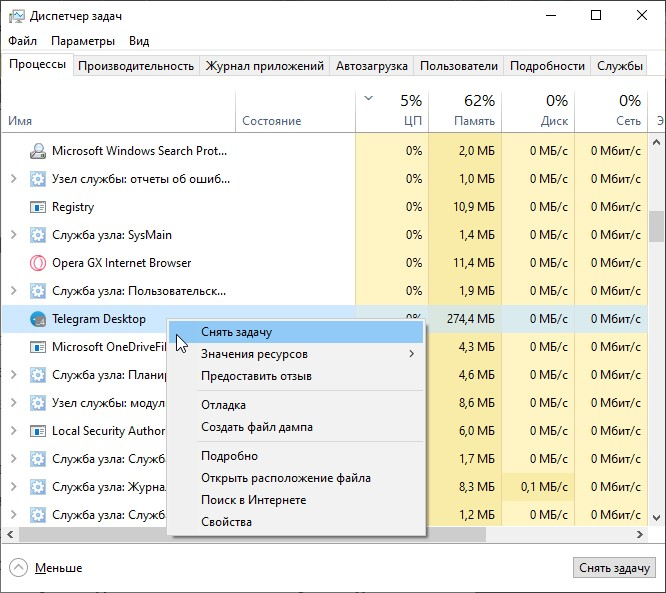 Диспетчер задач
Файл Параметры Вид
Процессы Производительность Журнал приложений Автозагрузка Пользователи Подробности Службы
5% 62% 0% 0%
Имя Состояние ЦП Память Диск Сеть Э
Microsoft Windows Search Prot... 0% 2,0 МБ 0 МБ/с 0 Мбит/с
Узел службы: отчеты об ошиб... 0% 1,0 МБ 0 МБ/с 0 Мбит/с
Registry 0% 10,9 МБ 0 МБ/с 0 Мбит/с
Служба узла: SysMain 0% 1,4 МБ 0 МБ/с 0 Мбит/с
Opera GX Internet Browser 0% 11,4 МБ 0 МБ/с 0 Мбит/с
Служба узла: Пользовательск... 0% 1,9 МБ 0 МБ/с 0 Мбит/с
Telegram Desktop 0% 274,4 МБ 0 МБ/с 0 Мбит/с
Microsoft OneDriveFil 4,3 МБ 0 МБ/с 0 Мбит/с
Служба узла: Планир 4,6 МБ 0 МБ/с 0 Мбит/с
Узел службы: модул 8,6 МБ 0 МБ/с 0 Мбит/с
Local Security Author 6,0 МБ 0 МБ/с 0 Мбит/с
Служба узла: Служб 1,7 МБ 0 МБ/с 0 Мбит/с
Служба узла: Журна 8,3 МБ 0,1 МБ/с 0 Мбит/с
Служба узла: Служб 1,2 МБ 0 МБ/с 0 Мбит/с
Снять задачу
Значения ресурсов
Предоставить отзыв
Отладка
Создать файл дампа
Подробно
Открыть расположение файла
Поиск в Интернете
Свойства
Меньше Снять задачу